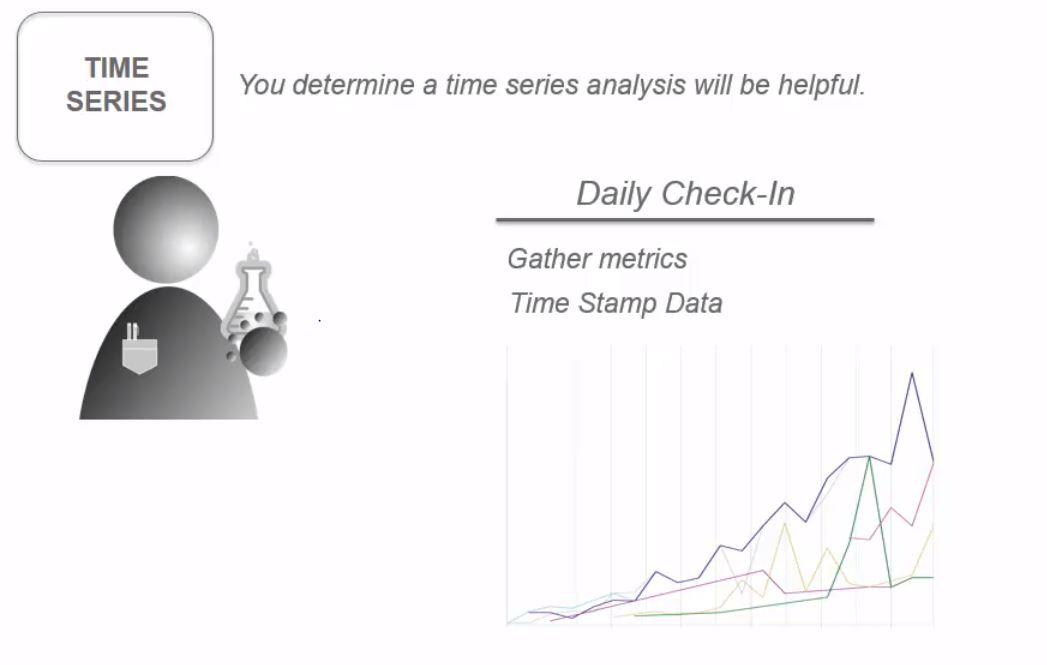 TIME
SERIES
You determine a time series analysis will be helpful.
Daily Check-In
Gather metrics
Time Stamp Data